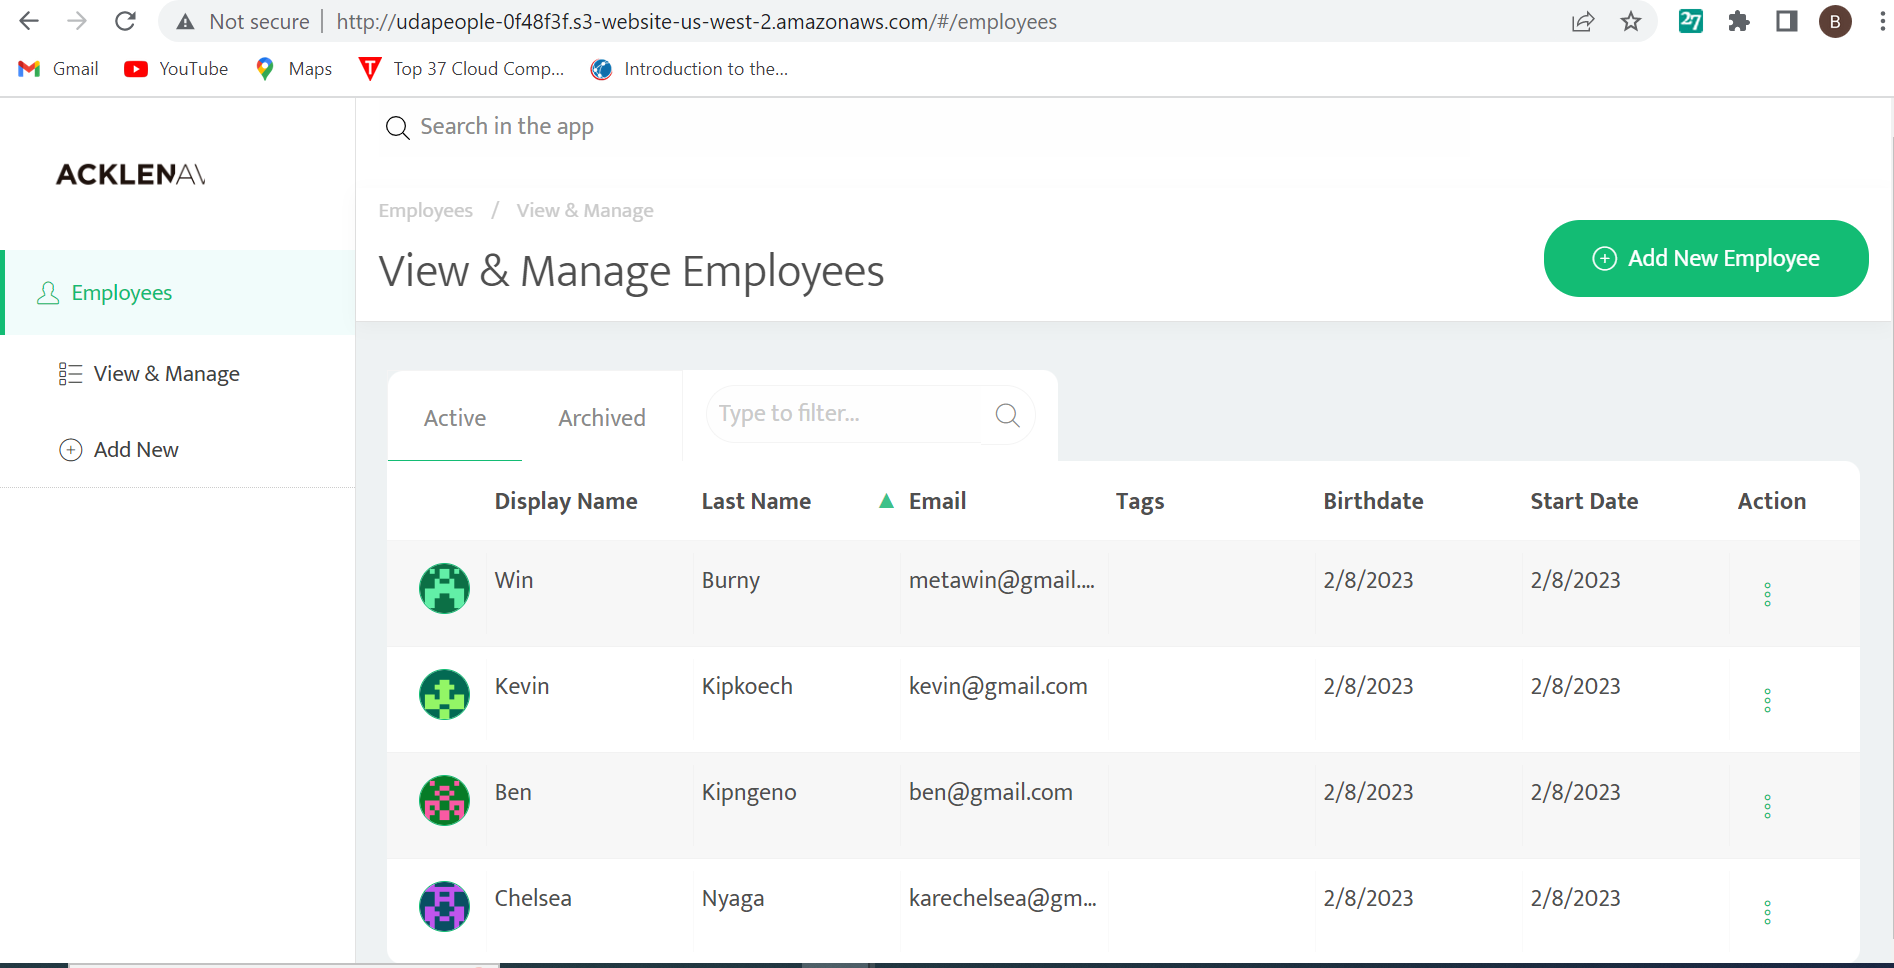 Not secure | http://udapeople-0f48f3f.s3-website-us-west-2.amazonaws.com/#/employees
27
B
Gmail YouTube Maps T Top 37 Cloud Comp... Introduction to the...
Search in the app
ACKLENAV
Employees / View & Manage
View & Manage Employees
Add New Employee
Employees
View & Manage
Add New
Active Archived Type to filter...
Display Name Last Name ▲ Email Tags Birthdate Start Date Action
Win Burny metawin@gmail.... 2/8/2023 2/8/2023
Kevin Kipkoech kevin@gmail.com 2/8/2023 2/8/2023
Ben Kipngeno ben@gmail.com 2/8/2023 2/8/2023
Chelsea Nyaga karechelsea@gm... 2/8/2023 2/8/2023